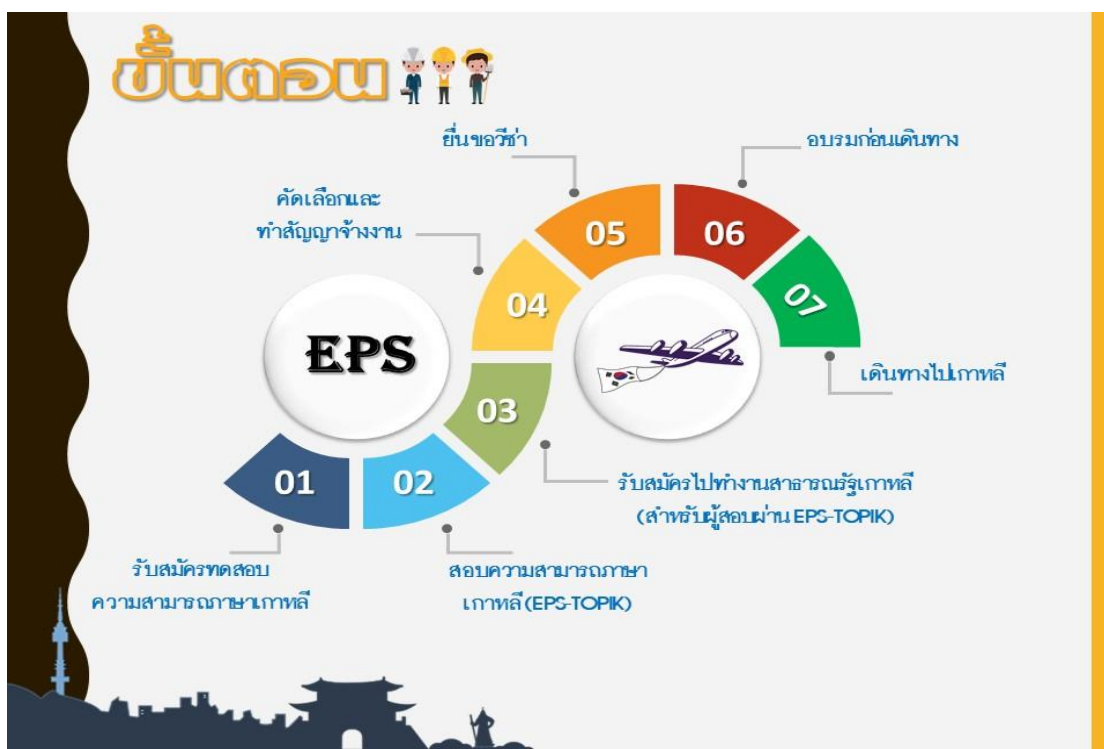 ขั้นตอน
EPS
01
รับสมัครทดสอบ
ความสามารถภาษาเกาหลี
02
สอบความสามารถภาษา
เกาหลี (EPS-TOPIK)
03
รับสมัครไปทำงานสาธารณรัฐเกาหลี
(สำหรับผู้สอบผ่าน EPS-TOPIK)
04
คัดเลือกและ
ทำสัญญาจ้างงาน
05
ยื่นขอวีซ่า
06
อบรมก่อนเดินทาง
07
เดินทางไปเกาหลี